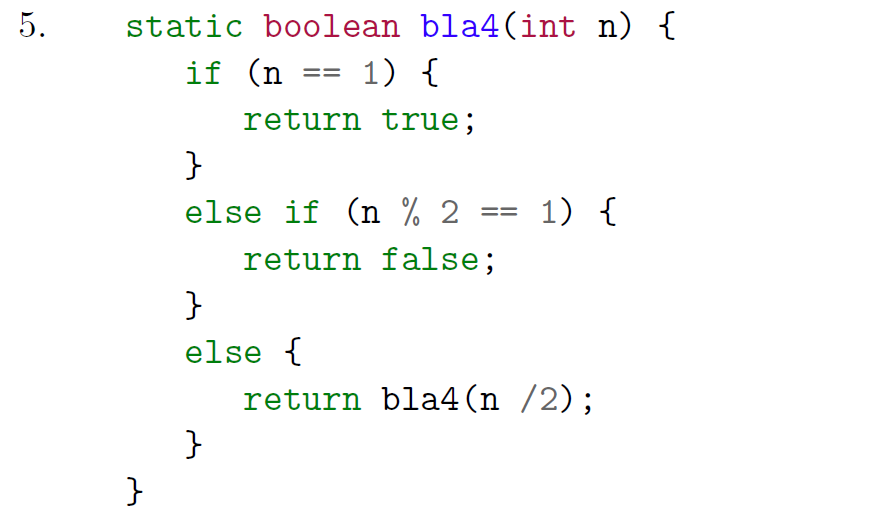 5. static boolean bla4(int n) {
if (n == 1) {
return true;
}
else if (n % 2 == 1) {
return false;
}
else {
return bla4(n /2);
}
}